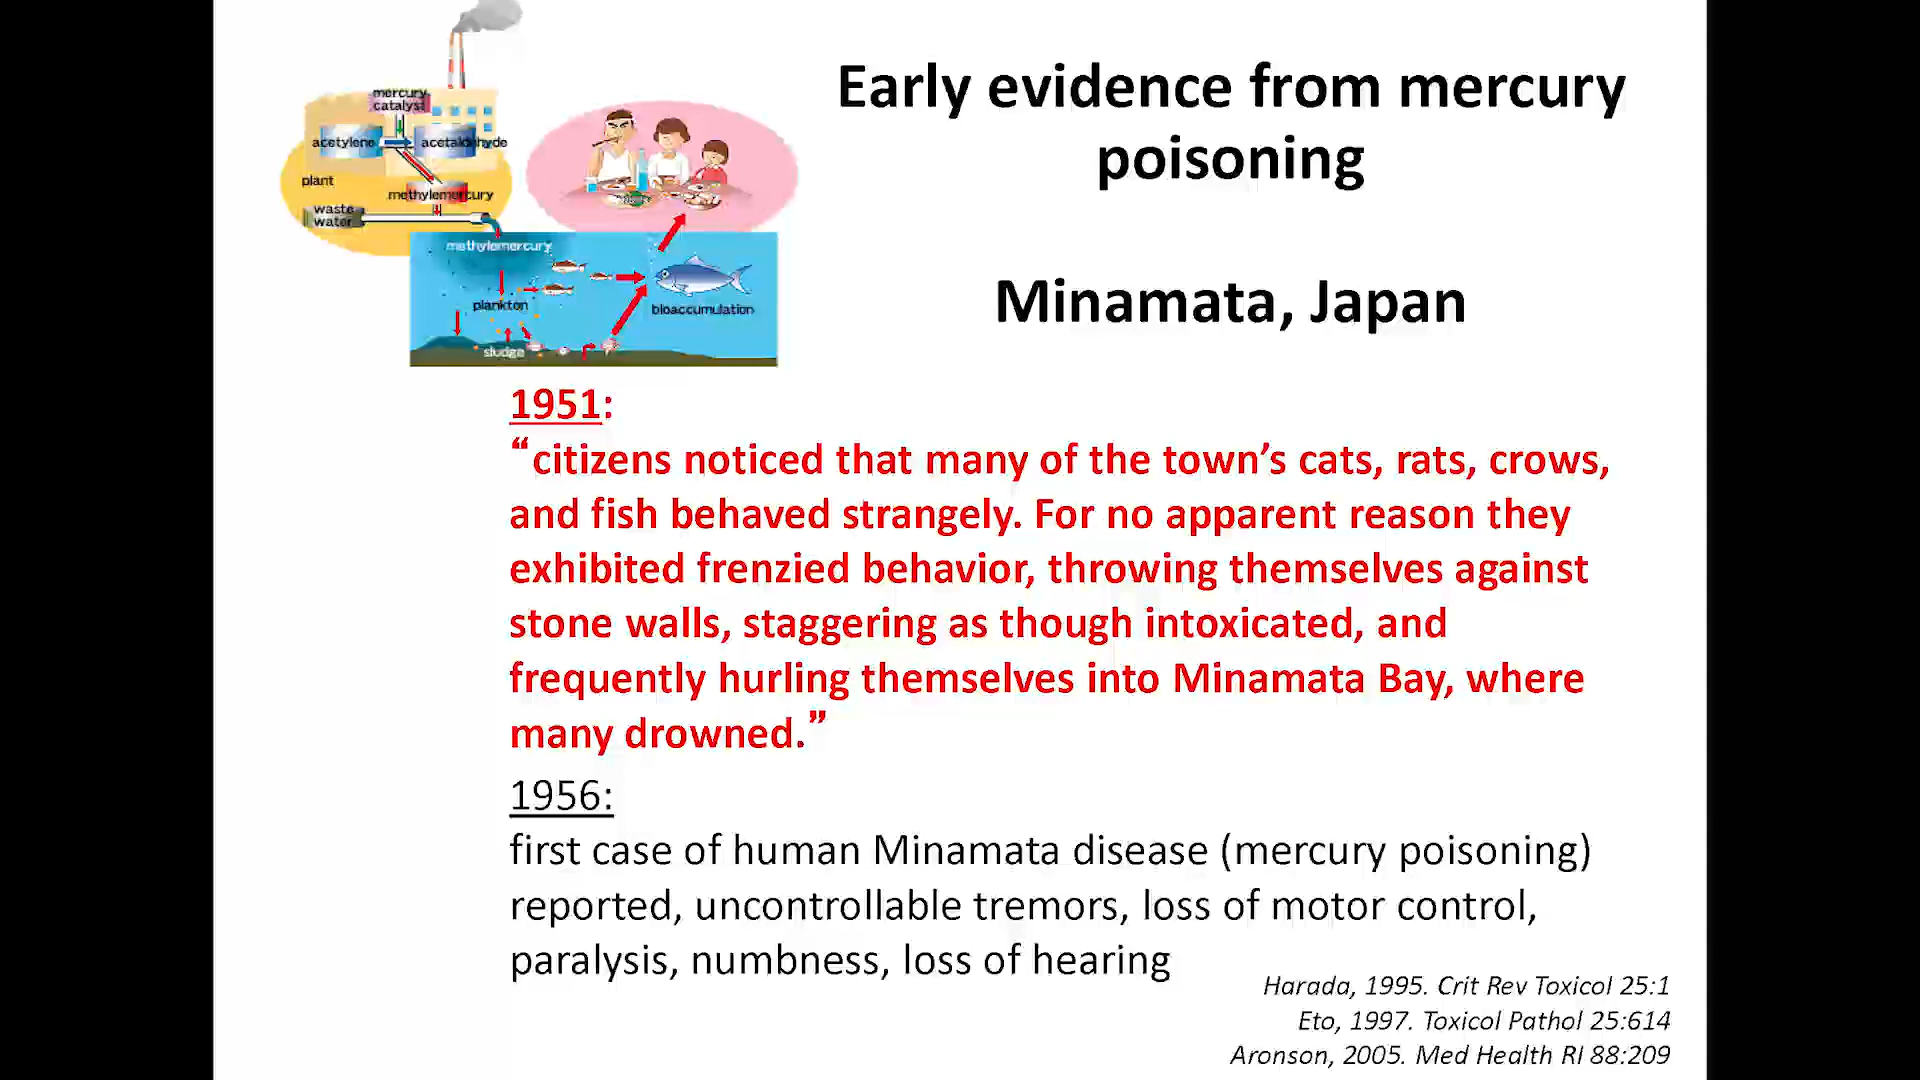 Early evidence from mercury
poisoning
Minamata, Japan
mercury
catalyst
acetylene
acetaldehyde
plant
methylemercury
waste
water
methylemercury
plankton
bioaccumulation
sludge
1951:
“citizens noticed that many of the town’s cats, rats, crows,
and fish behaved strangely. For no apparent reason they
exhibited frenzied behavior, throwing themselves against
stone walls, staggering as though intoxicated, and
frequently hurling themselves into Minamata Bay, where
many drowned.”
1956:
first case of human Minamata disease (mercury poisoning)
reported, uncontrollable tremors, loss of motor control,
paralysis, numbness, loss of hearing
Harada, 1995. Crit Rev Toxicol 25:1
Eto, 1997. Toxicol Pathol 25:614
Aronson, 2005. Med Health RI 88:209